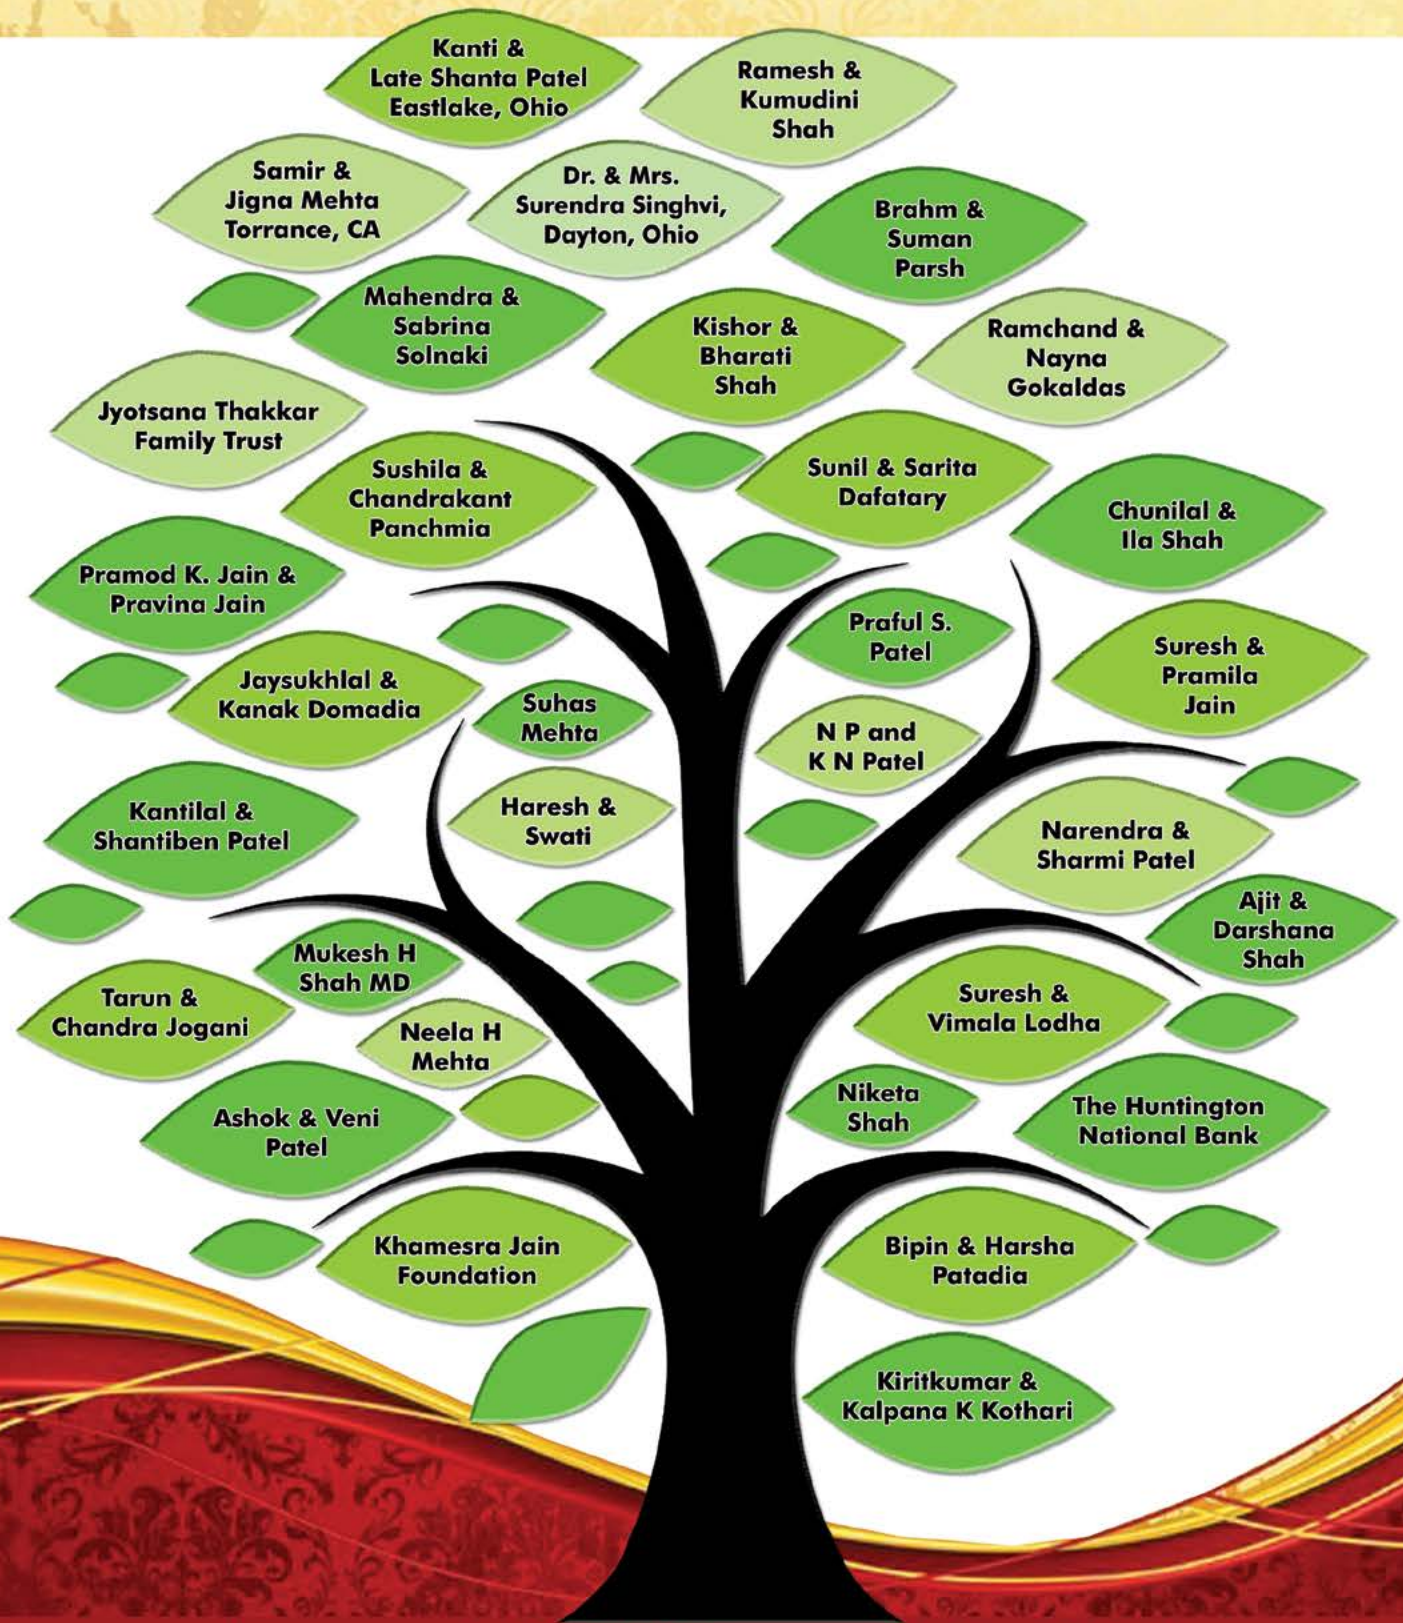 Kanti &
Late Shanta Patel
Eastlake, Ohio
Ramesh &
Kumudini
Shah
Samir &
Jigna Mehta
Torrance, CA
Dr. & Mrs.
Surendra Singhvi,
Dayton, Ohio
Brahm &
Suman
Parsh
Mahendra &
Sabrina
Solnaki
Kishor &
Bharati
Shah
Ramchand &
Nayna
Gokaldas
Jyotsana Thakkar
Family Trust
Sushila &
Chandrakant
Panchmia
Sunil & Sarita
Dafatary
Chunilal &
Ila Shah
Pramod K. Jain &
Pravina Jain
Praful S.
Patel
Suresh &
Pramila
Jain
Jaysukhlal &
Kanak Domadia
Suhas
Mehta
N P and
K N Patel
Kantilal &
Shantiben Patel
Haresh &
Swati
Narendra &
Sharmi Patel
Ajit &
Darshana
Shah
Mukesh H
Shah MD
Tarun &
Chandra Jogani
Neela H
Mehta
Suresh &
Vimala Lodha
Ashok & Veni
Patel
Niketa
Shah
The Huntington
National Bank
Khamesra Jain
Foundation
Bipin & Harsha
Patadia
Kiritkumar &
Kalpana K Kothari